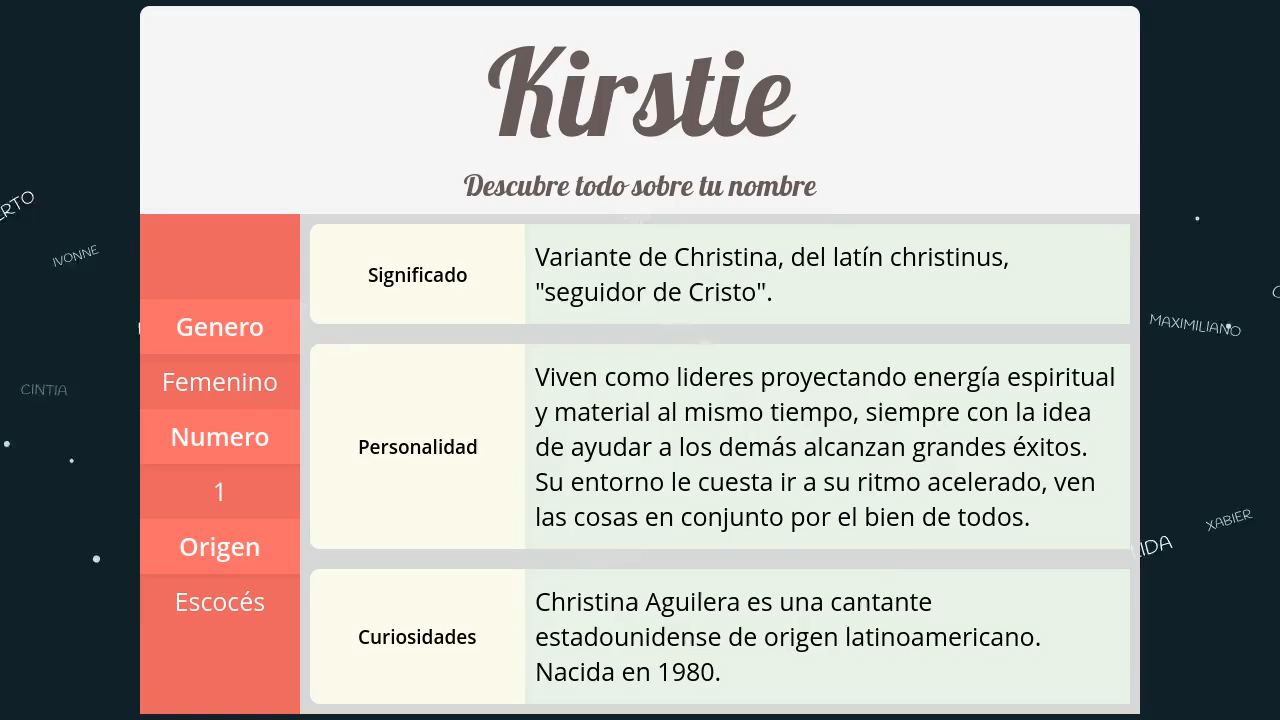 Kirstie
Descubre todo sobre tu nombre
Genero
Femenino
Numero
1
Origen
Escocés
Significado
Variante de Christina, del latín christinus,
"seguidor de Cristo".
Personalidad
Viven como lideres proyectando energía espiritual
y material al mismo tiempo, siempre con la idea
de ayudar a los demás alcanzan grandes éxitos.
Su entorno le cuesta ir a su ritmo acelerado, ven
las cosas en conjunto por el bien de todos.
Curiosidades
Christina Aguilera es una cantante
estadounidense de origen latinoamericano.
Nacida en 1980.
IVONNE
CINTIA
MAXIMILIANO
XABIER